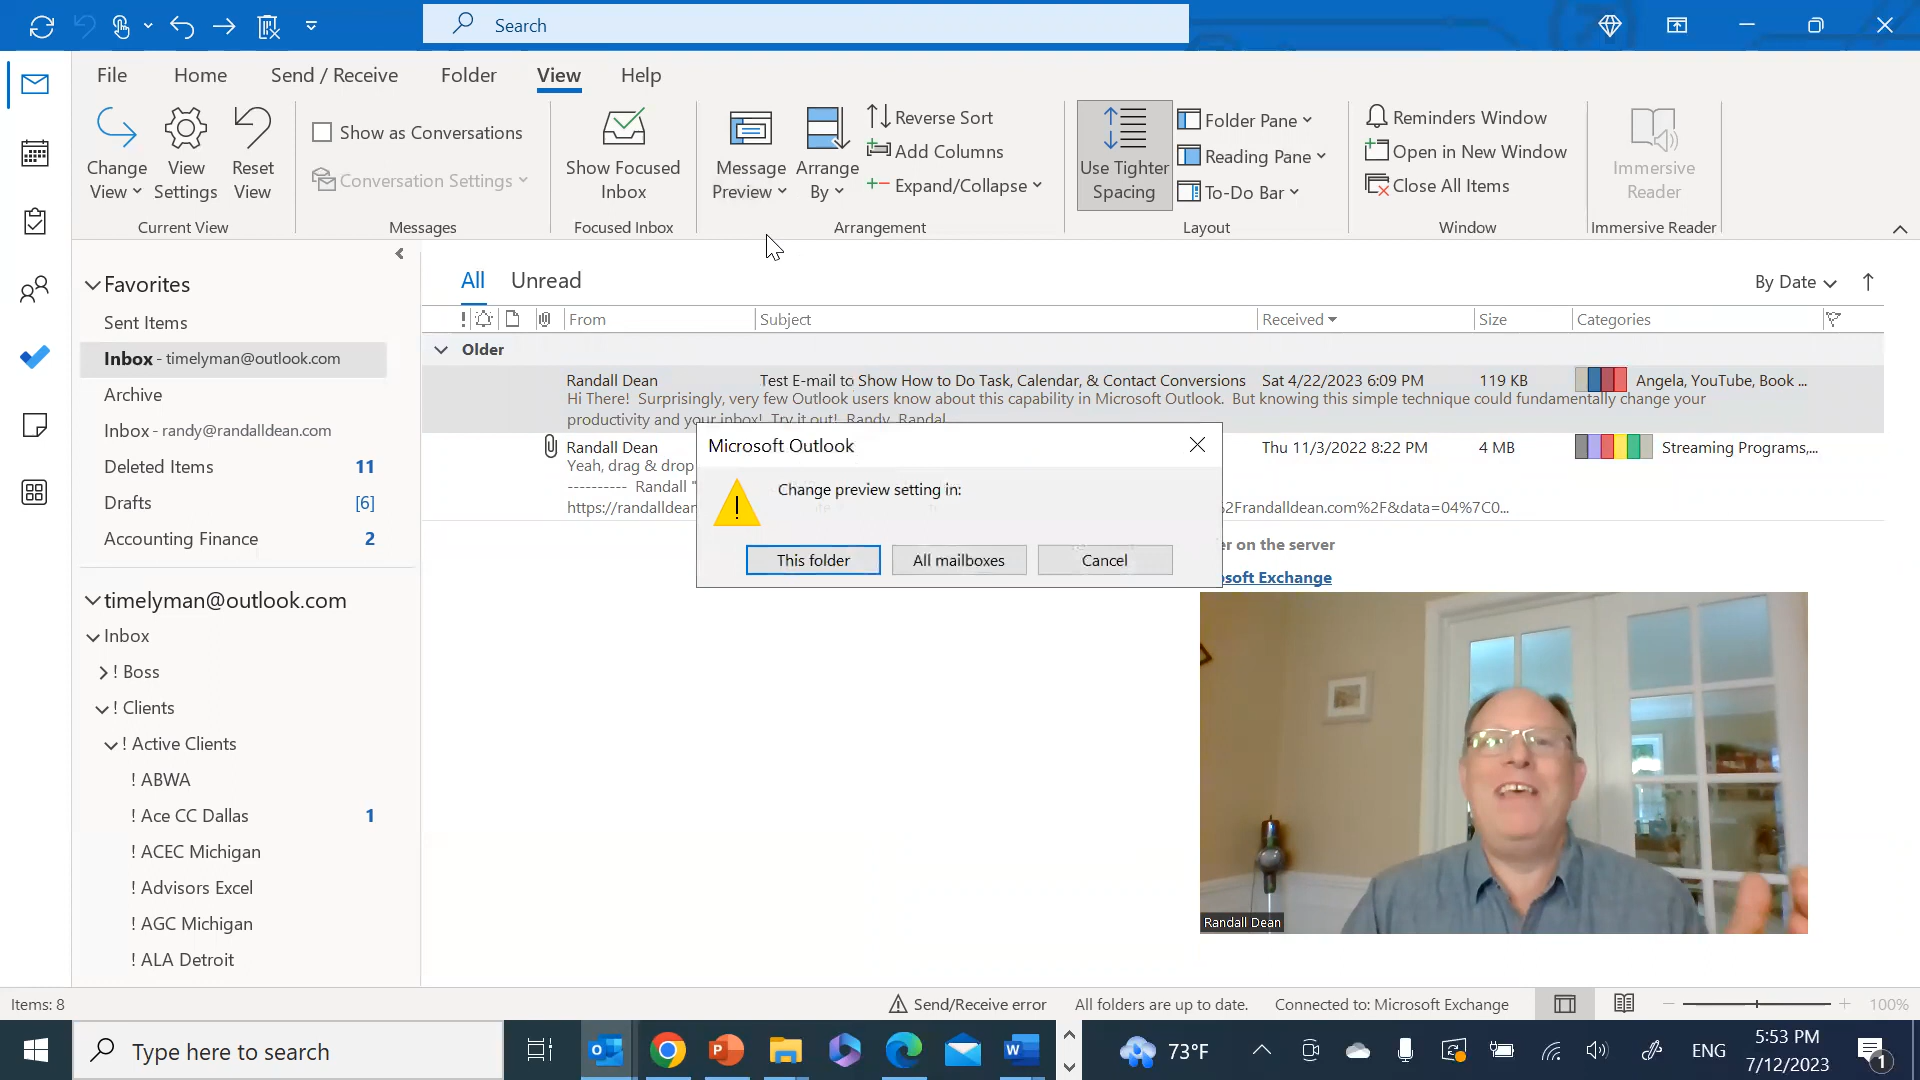 Search
File Home Send / Receive Folder View Help
Change View
View Settings
Reset View
Current View
Show as Conversations
Conversation Settings
Messages
Show Focused Inbox
Focused Inbox
Message Preview
Arrange By
Reverse Sort
Add Columns
Expand/Collapse
Arrangement
Use Tighter Spacing
Folder Pane
Reading Pane
To-Do Bar
Layout
Reminders Window
Open in New Window
Close All Items
Window
Immersive Reader
Immersive Reader
Favorites
Sent Items
Inbox - timelyman@outlook.com
Archive
Inbox - randy@randalldean.com
Deleted Items 11
Drafts [6]
Accounting Finance 2
timelyman@outlook.com
Inbox
! Boss
! Clients
! Active Clients
! ABWA
! Ace CC Dallas 1
! ACEC Michigan
! Advisors Excel
! AGC Michigan
! ALA Detroit
All Unread By Date
! From Subject Received Size Categories
Older
Randall Dean Test E-mail to Show How to Do Task, Calendar, & Contact Conversions Sat 4/22/2023 6:09 PM 119 KB Angela, YouTube, Book ...
Hi There! Surprisingly, very few Outlook users know about this capability in Microsoft Outlook. But knowing this simple technique could fundamentally change your
productivity and your inbox! Try it out! Randy Randal
Randall Dean Thu 11/3/2022 8:22 PM 4 MB Streaming Programs,...
Yeah, drag & drop
---------- Randall "
https://randalldean 2Frandalldean.com%2F&data=04%7C0...
er on the server
soft Exchange
Microsoft Outlook
Change preview setting in:
This folder All mailboxes Cancel
Randall Dean
Items: 8 Send/Receive error All folders are up to date. Connected to: Microsoft Exchange 100%
Type here to search 73°F ENG 5:53 PM
7/12/2023
1